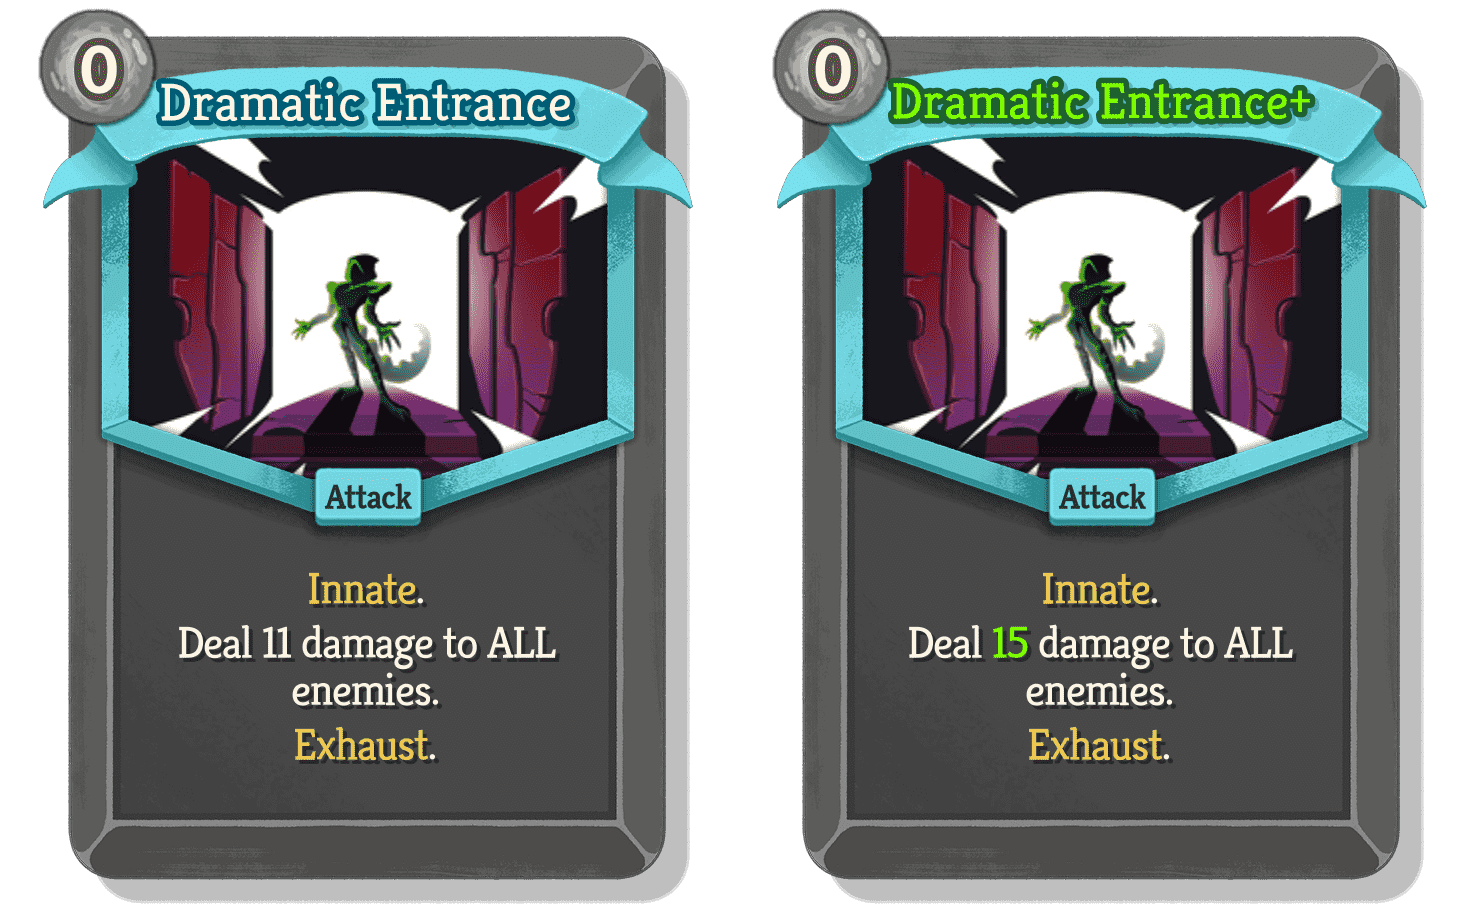 0
Dramatic Entrance
Attack
Innate.
Deal 11 damage to ALL
enemies.
Exhaust.
0
Dramatic Entrance+
Attack
Innate.
Deal 15 damage to ALL
enemies.
Exhaust.